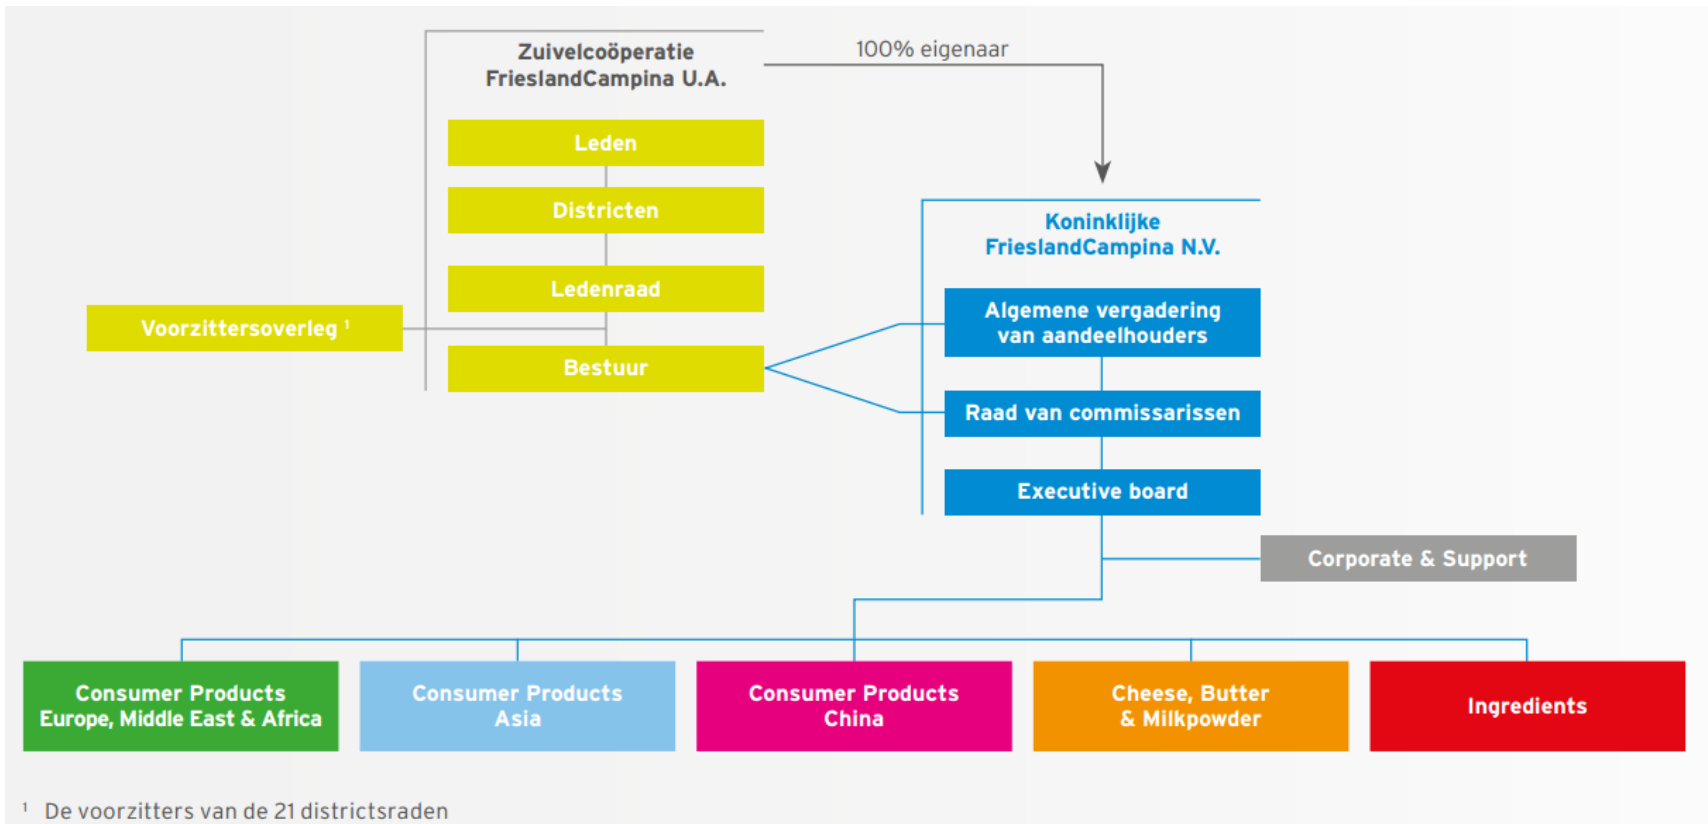 Zuivelcoöperatie
FrieslandCampina U.A.
100% eigenaar
Leden
Districten
Ledenraad
Voorzittersoverleg ¹
Bestuur
Koninklijke
FrieslandCampina N.V.
Algemene vergadering
van aandeelhouders
Raad van commissarissen
Executive board
Corporate & Support
Consumer Products
Europe, Middle East & Africa
Consumer Products
Asia
Consumer Products
China
Cheese, Butter
& Milkpowder
Ingredients
¹ De voorzitters van de 21 districtsraden